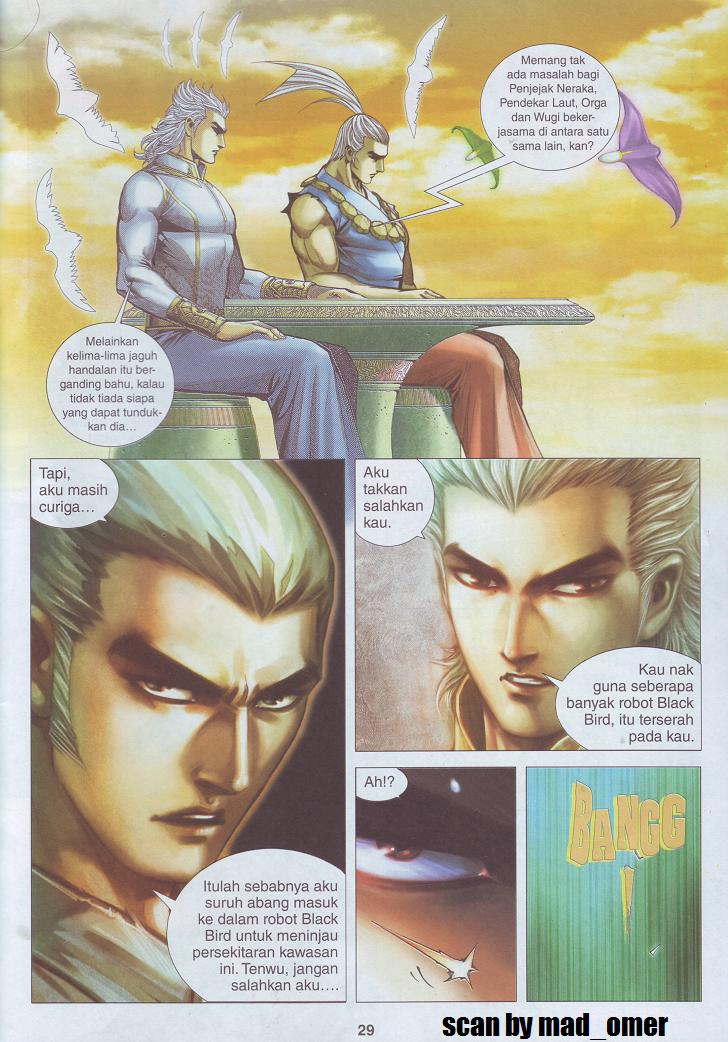 Memang tak
ada masalah bagi
Penjejak Neraka,
Pendekar Laut, Orga
dan Wugi beker-
jasama di antara satu
sama lain, kan?
Melainkan
kelima-lima jaguh
handalan itu ber-
ganding bahu, kalau
tidak tiada siapa
yang dapat tunduk-
kan dia...
Tapi,
aku masih
curiga...
Itulah sebabnya aku
suruh abang masuk
ke dalam robot Black
Bird untuk meninjau
persekitaran kawasan
ini. Tenwu, jangan
salahkan aku....
Aku
takkan
salahkan
kau.
Kau nak
guna seberapa
banyak robot Black
Bird, itu terserah
pada kau.
Ah!?
BANGG
!
29
scan by mad_omer